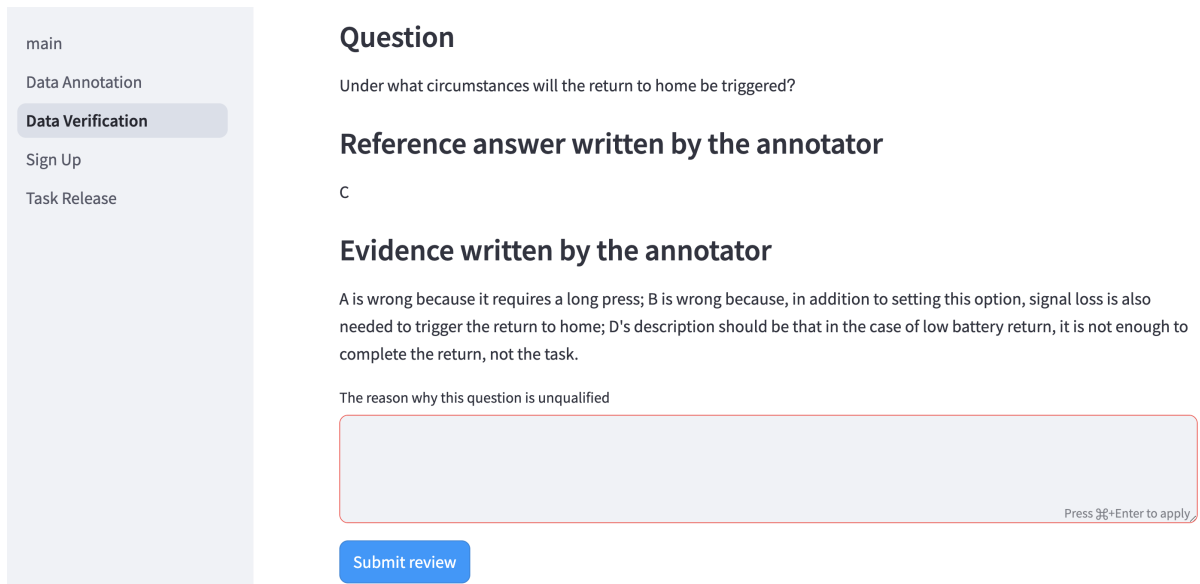 main
Data Annotation
Data Verification
Sign Up
Task Release
Question
Under what circumstances will the return to home be triggered?
Reference answer written by the annotator
C
Evidence written by the annotator
A is wrong because it requires a long press; B is wrong because, in addition to setting this option, signal loss is also
needed to trigger the return to home; D's description should be that in the case of low battery return, it is not enough to
complete the return, not the task.
The reason why this question is unqualified
Press ⌘+Enter to apply
Submit review